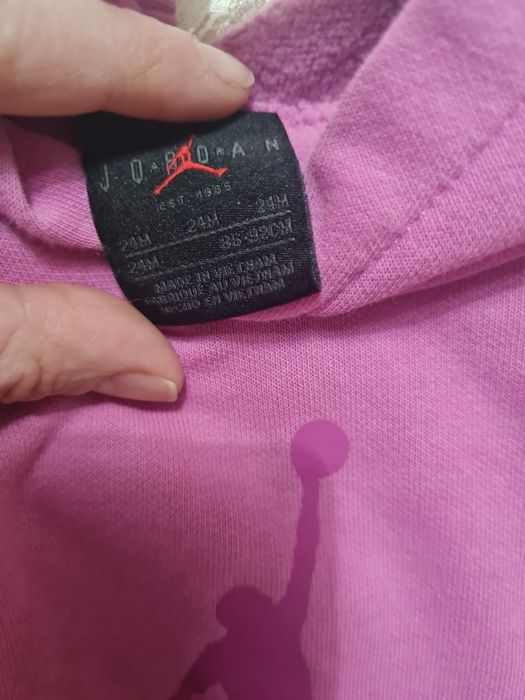 JORDAN
EST. 1985
24M 24M 24M
24M 86-92CM
MADE IN VIETNAM
FABRIQUÉ AU VIETNAM
HECHO EN VIETNAM